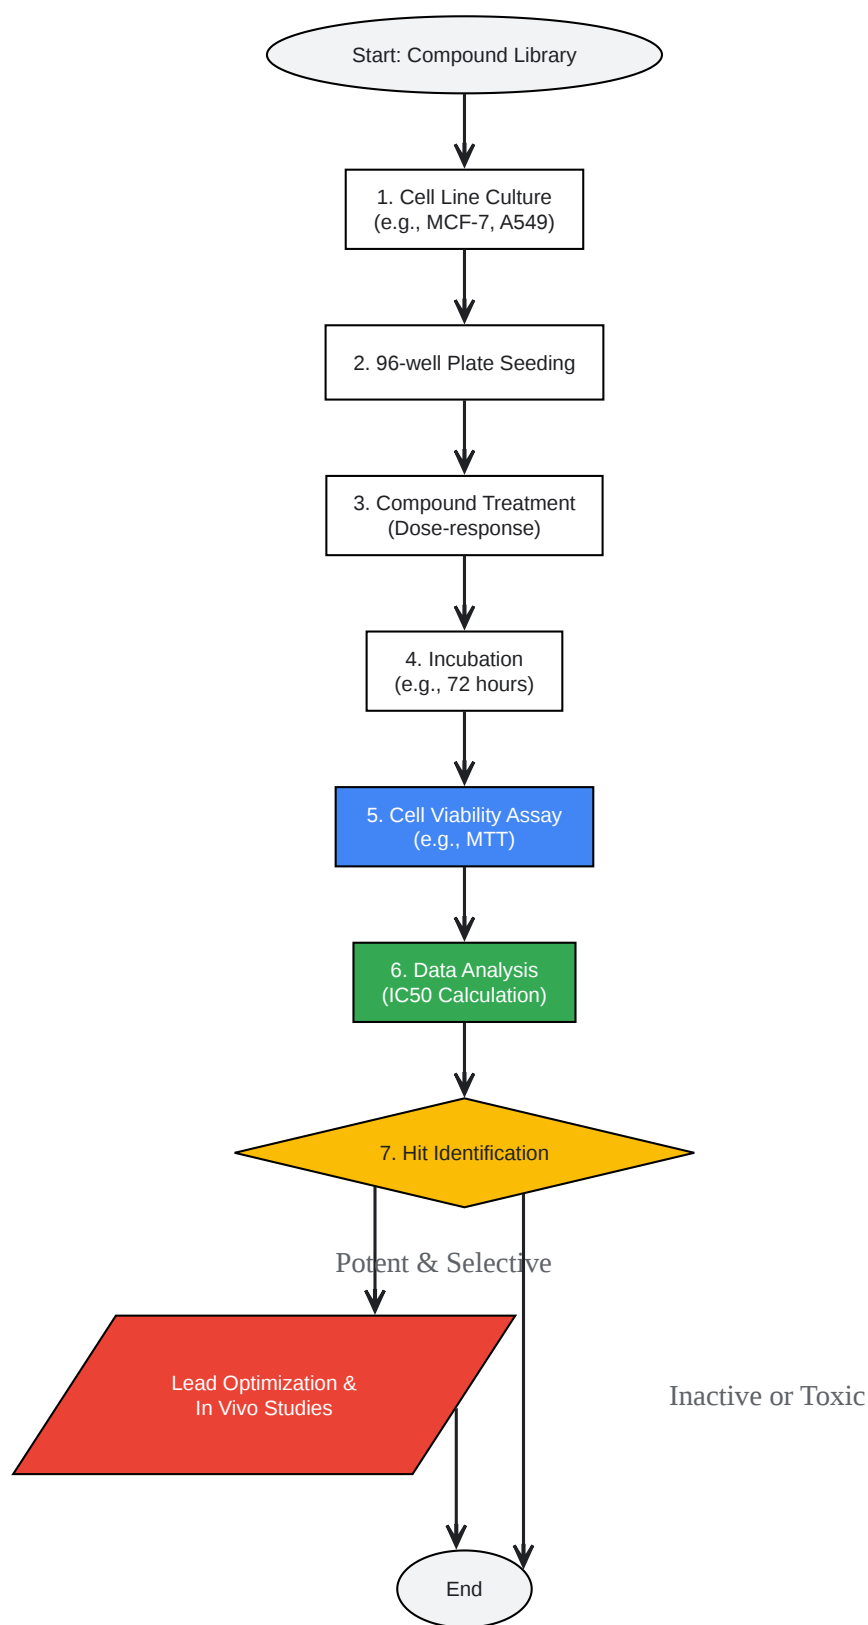 Start: Compound Library
1. Cell Line Culture
(e.g., MCF-7, A549)
2. 96-well Plate Seeding
3. Compound Treatment
(Dose-response)
4. Incubation
(e.g., 72 hours)
5. Cell Viability Assay
(e.g., MTT)
6. Data Analysis
(IC50 Calculation)
7. Hit Identification
Potent & Selective
Lead Optimization &
In Vivo Studies
Inactive or Toxic
End